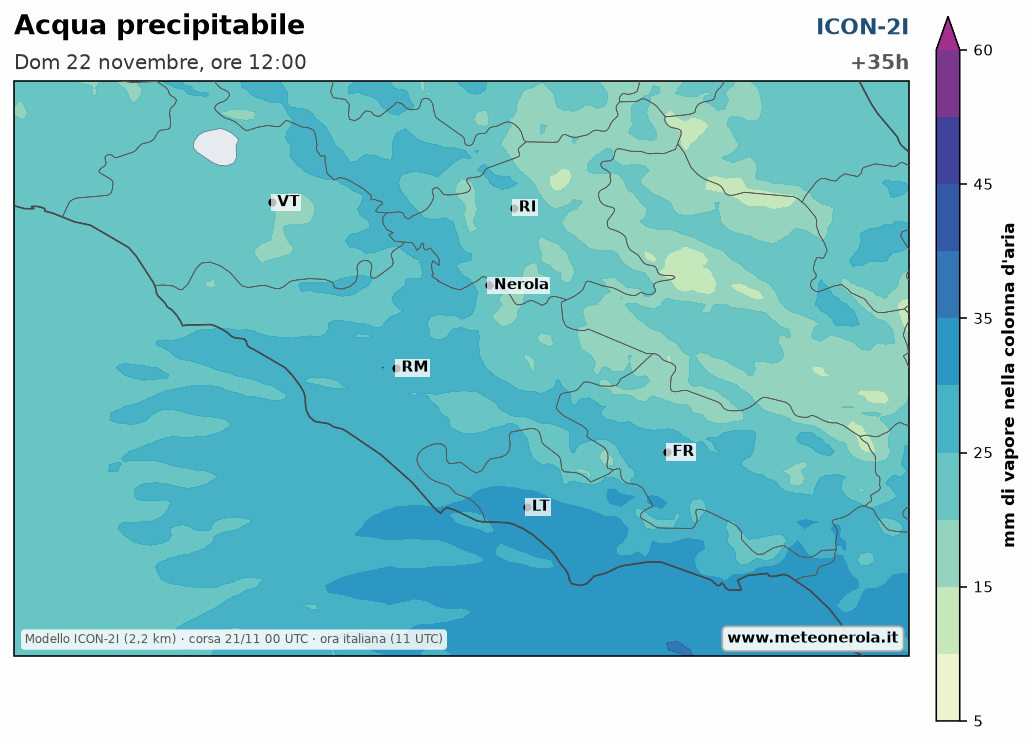 Acqua precipitabile
ICON-2I
Dom 22 novembre, ore 12:00
+35h
60
45
35
25
15
5
mm di vapore nella colonna d'aria
VT
RI
Nerola
RM
FR
LT
Modello ICON-2I (2,2 km) · corsa 21/11 00 UTC · ora italiana (11 UTC)
www.meteonerola.it